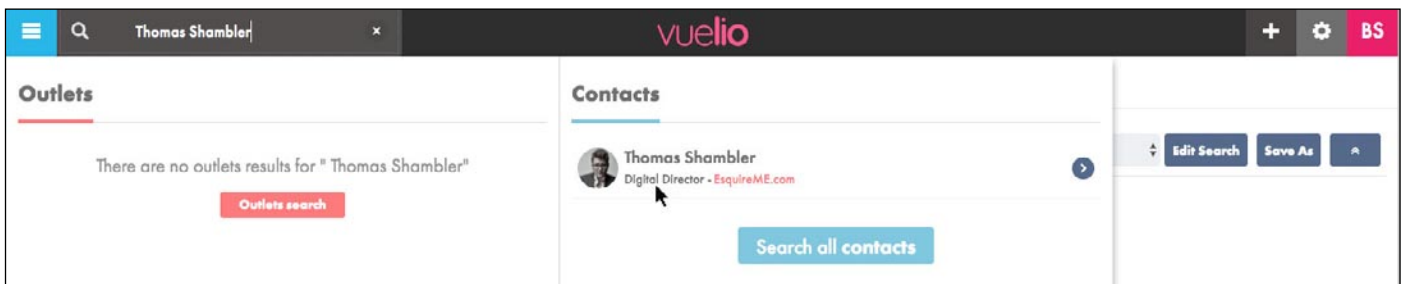 Thomas Shambler ×
vuelio
BS
Outlets
There are no outlets results for " Thomas Shambler"
Outlets search
Contacts
Thomas Shambler
Digital Director - EsquireME.com
Search all contacts
Edit Search
Save As